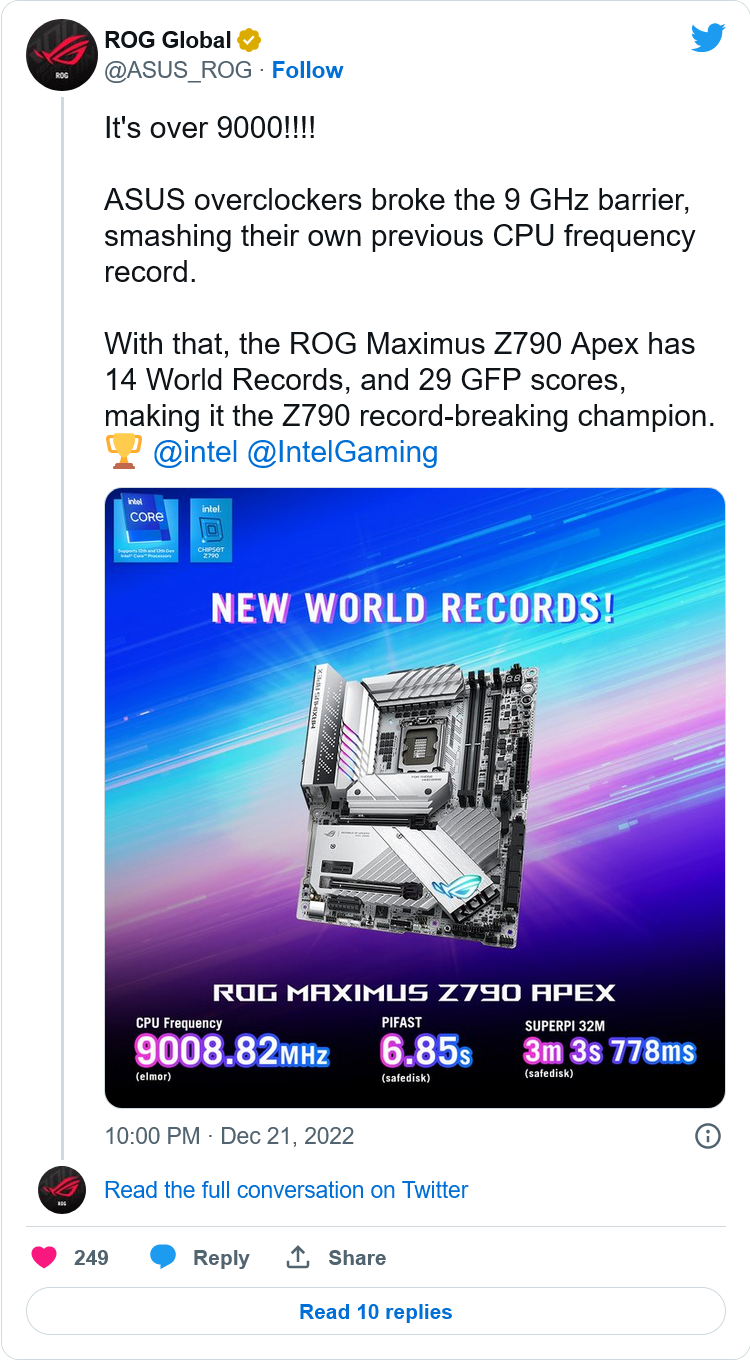 ROG Global
@ASUS_ROG · Follow
It's over 9000!!!!
ASUS overclockers broke the 9 GHz barrier,
smashing their own previous CPU frequency
record.
With that, the ROG Maximus Z790 Apex has
14 World Records, and 29 GFP scores,
making it the Z790 record-breaking champion.
🏆 @intel @IntelGaming
intel
CORE
Supports 12th and 13th Gen
Intel® Core™ Processors
intel.
CHIPSET
Z790
NEW WORLD RECORDS!
MAXIMUS APEX
ROG
ROG MAXIMUS Z790 APEX
CPU Frequency
9008.82MHz
(elmor)
PIFAST
6.85s
(safedisk)
SUPERPI 32M
3m 3s 778ms
(safedisk)
10:00 PM · Dec 21, 2022
ROG
Read the full conversation on Twitter
249
Reply
Share
Read 10 replies